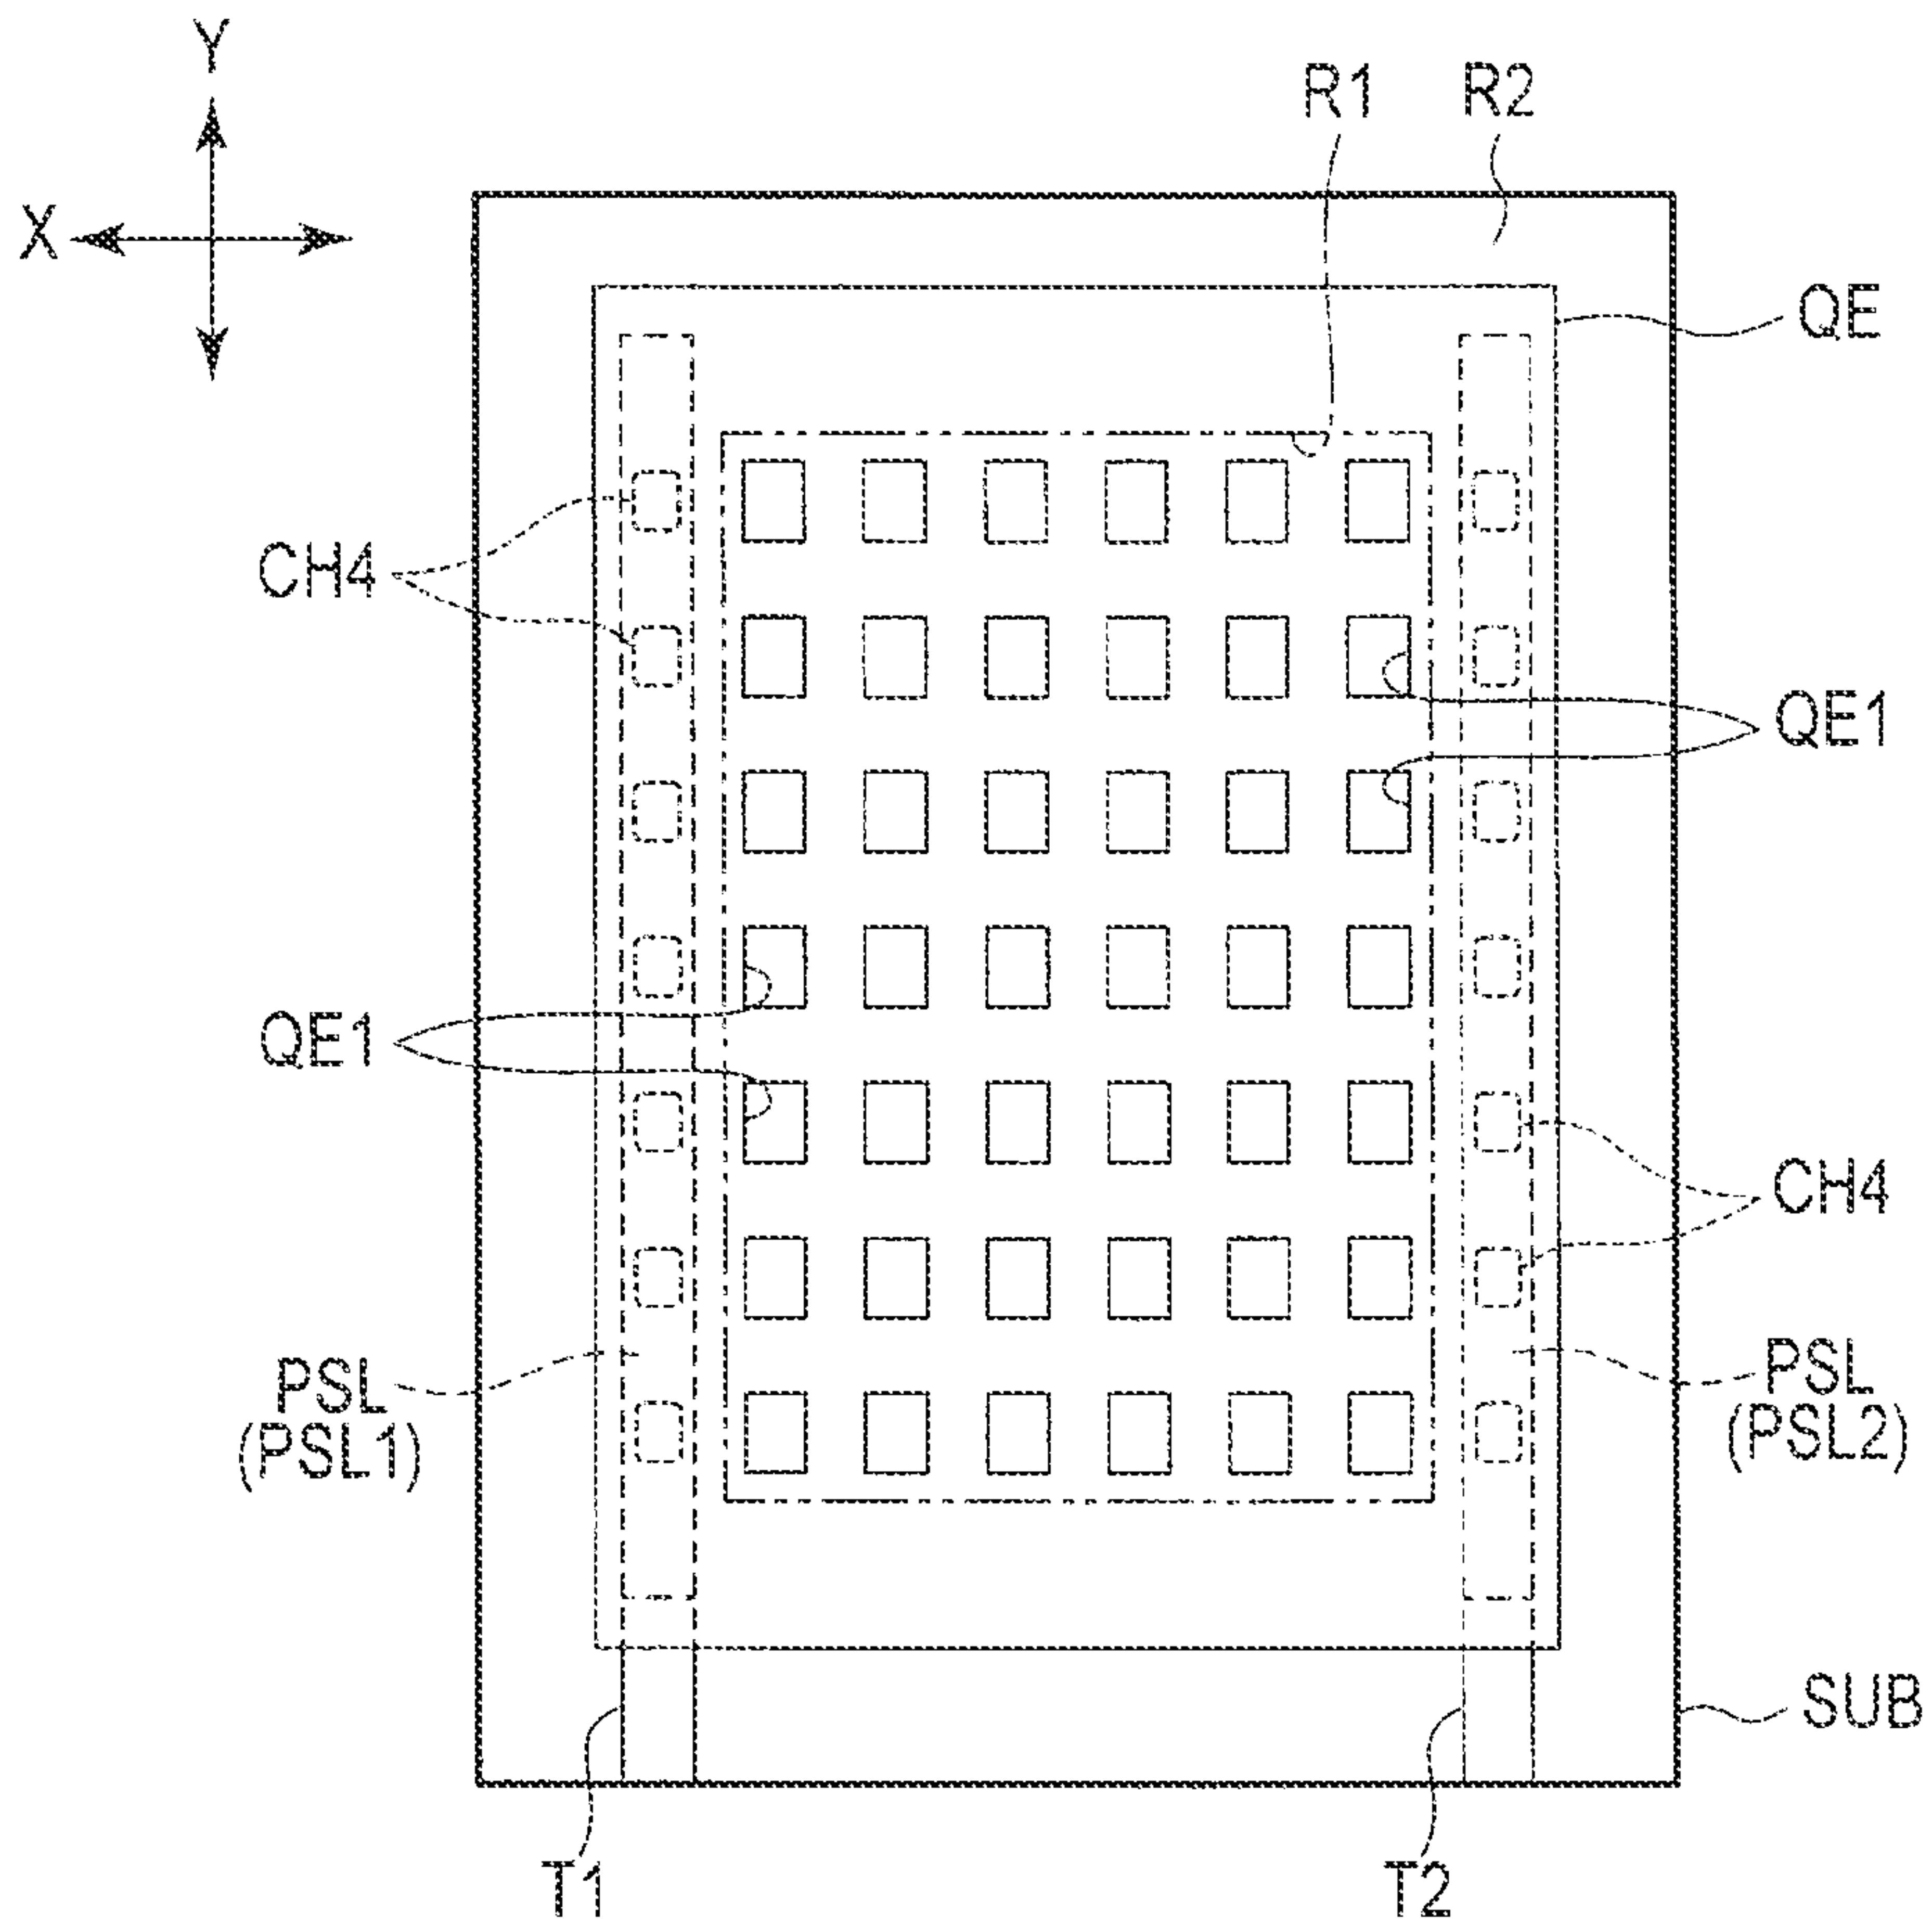 Y
X
R1
R2
QE
CH4
QE1
QE1
CH4
PSL
(PSL1)
PSL
(PSL2)
SUB
T1
T2